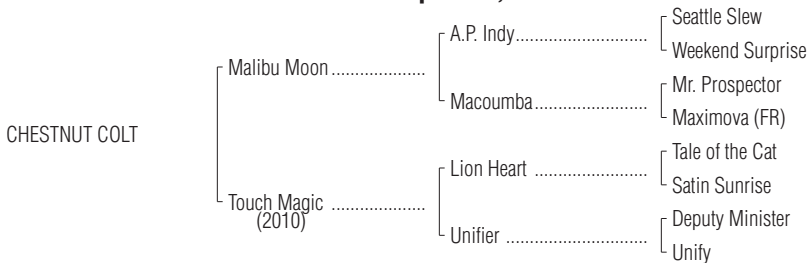 Seattle Slew
A.P. Indy
Weekend Surprise
Malibu Moon
Mr. Prospector
Macoumba
Maximova (FR)
CHESTNUT COLT
Tale of the Cat
Lion Heart
Satin Sunrise
Touch Magic
(2010)
Deputy Minister
Unifier
Unify